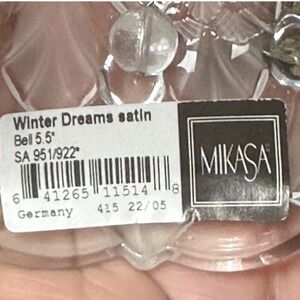 Winter Dreams satin
Bell 5.5"
SA 951/922*
MIKASA
6 41265 11514 8
Germany 415 22/05